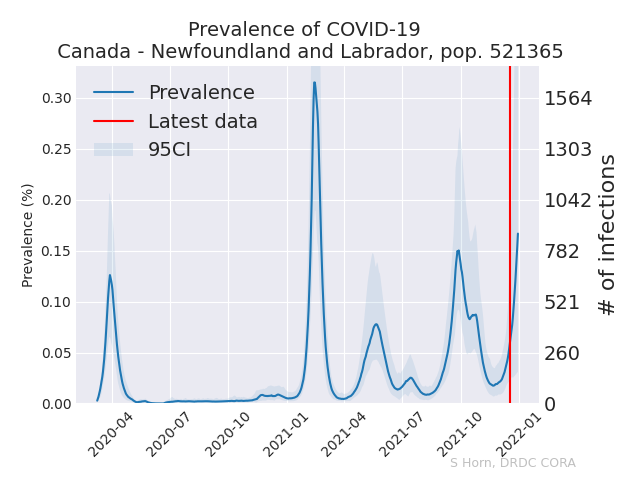 Prevalence of COVID-19
Canada - Newfoundland and Labrador, pop. 521365
Prevalence
Latest data
95CI
Prevalence (%)
0.30
0.25
0.20
0.15
0.10
0.05
0.00
1564
1303
1042
782
521
260
0
# of infections
2020-04
2020-07
2020-10
2021-01
2021-04
2021-07
2021-10
2022-01
S Horn, DRDC CORA